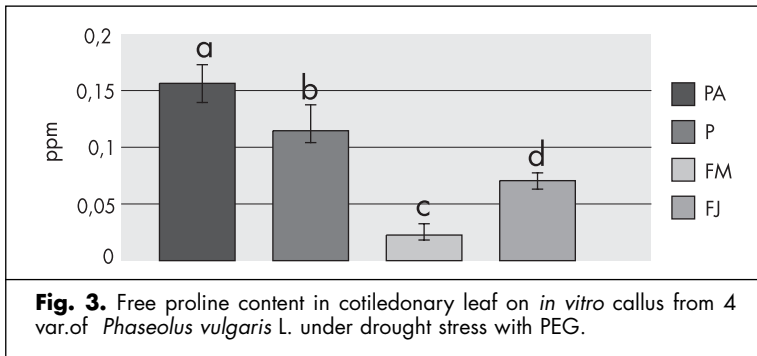 0,2
0,15
0,1
0,05
0
ppm
a
b
c
d
PA
P
FM
FJ
Fig. 3. Free proline content in cotiledonary leaf on in vitro callus from 4
var.of Phaseolus vulgaris L. under drought stress with PEG.